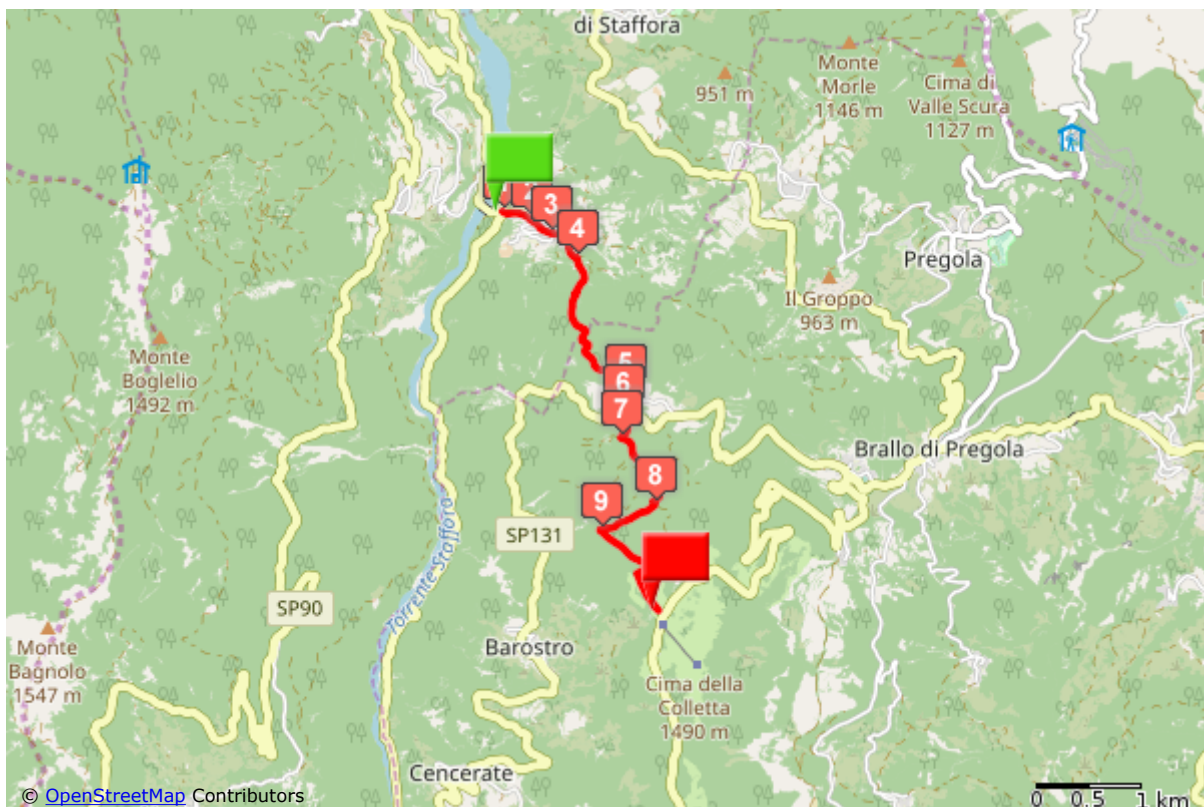 di Staffora
Monte
Morle
1146 m
Cima di
Valle Scura
1127 m
951 m
3
4
Pregola
Il Groppo
963 m
Monte
Boglelio
1492 m
5
6
7
Brallo di Pregola
8
9
SP131
Torrente Staffora
SP90
Barostro
Monte
Bagnolo
1547 m
Cima della
Colletta
1490 m
Cencerate
© OpenStreetMap Contributors
0 0.5 1 km